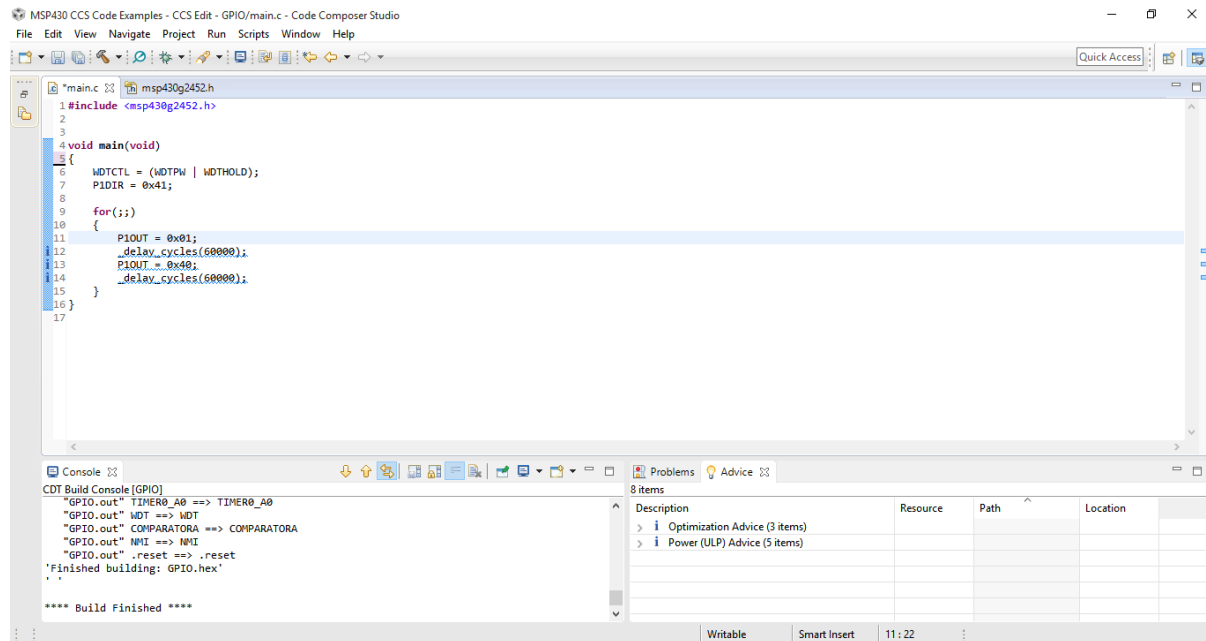 MSP430 CCS Code Examples - CCS Edit - GPIO/main.c - Code Composer Studio
File Edit View Navigate Project Run Scripts Window Help
Quick Access
*main.c msp430g2452.h
1 #include <msp430g2452.h>
2
3
4 void main(void)
5 {
6 WDTCTL = (WDTPW | WDTHOLD);
7 P1DIR = 0x41;
8
9 for(;;)
10 {
11 P1OUT = 0x01;
12 _delay_cycles(60000);
13 P1OUT = 0x40;
14 _delay_cycles(60000);
15 }
16 }
17
Console
CDT Build Console [GPIO]
"GPIO.out" TIMER0_A0 ==> TIMER0_A0
"GPIO.out" WDT ==> WDT
"GPIO.out" COMPARATORA ==> COMPARATORA
"GPIO.out" NMI ==> NMI
"GPIO.out" .reset ==> .reset
'Finished building: GPIO.hex'
' '
**** Build Finished ****
Problems Advice
8 items
Description Resource Path Location
Optimization Advice (3 items)
Power (ULP) Advice (5 items)
Writable Smart Insert 11 : 22